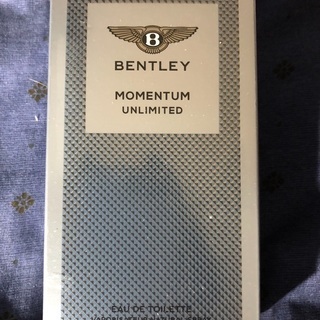 B
BENTLEY
MOMENTUM
UNLIMITED
EAU DE TOILETTE